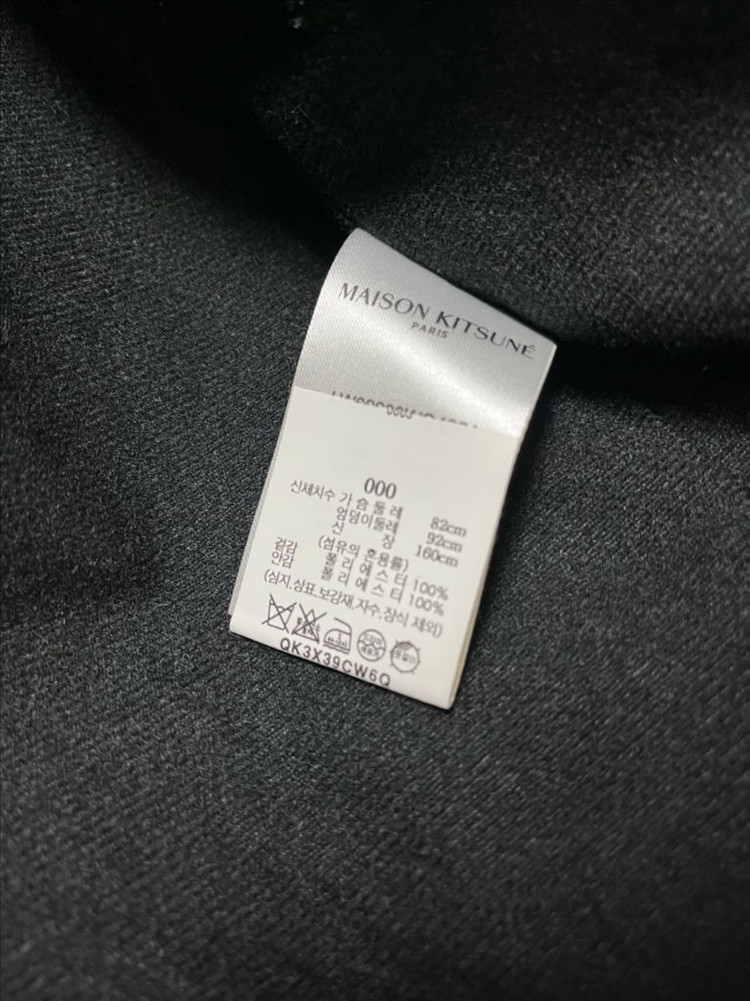 MAISON KITSUNÉ
PARIS
000
신체치수 가 슴 둘 레 82cm
엉덩이둘레 92cm
신 장 160cm
(섬유의 혼용률)
겉감 폴 리 에 스 터 100%
안감 폴 리 에 스 터 100%
(심지,상표,보강재,자수,장식 제외)
QK3X39CW6Q